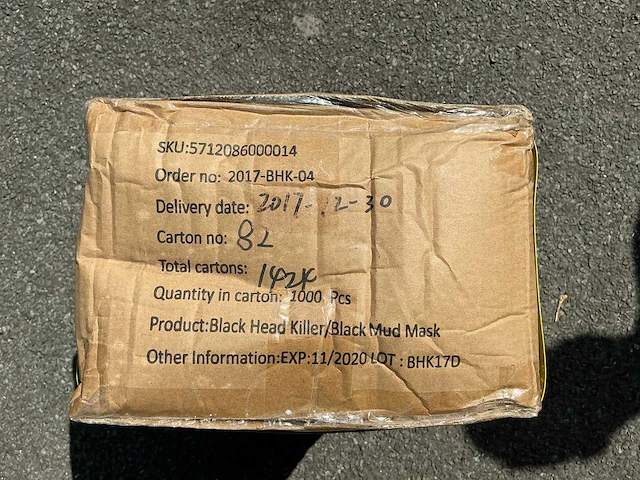 SKU:5712086000014
Order no: 2017-BHK-04
Delivery date: 2017-12-30
Carton no: 82
Total cartons: 1424
Quantity in carton: 1000 Pcs
Product:Black Head Killer/Black Mud Mask
Other Information:EXP:11/2020 LOT : BHK17D